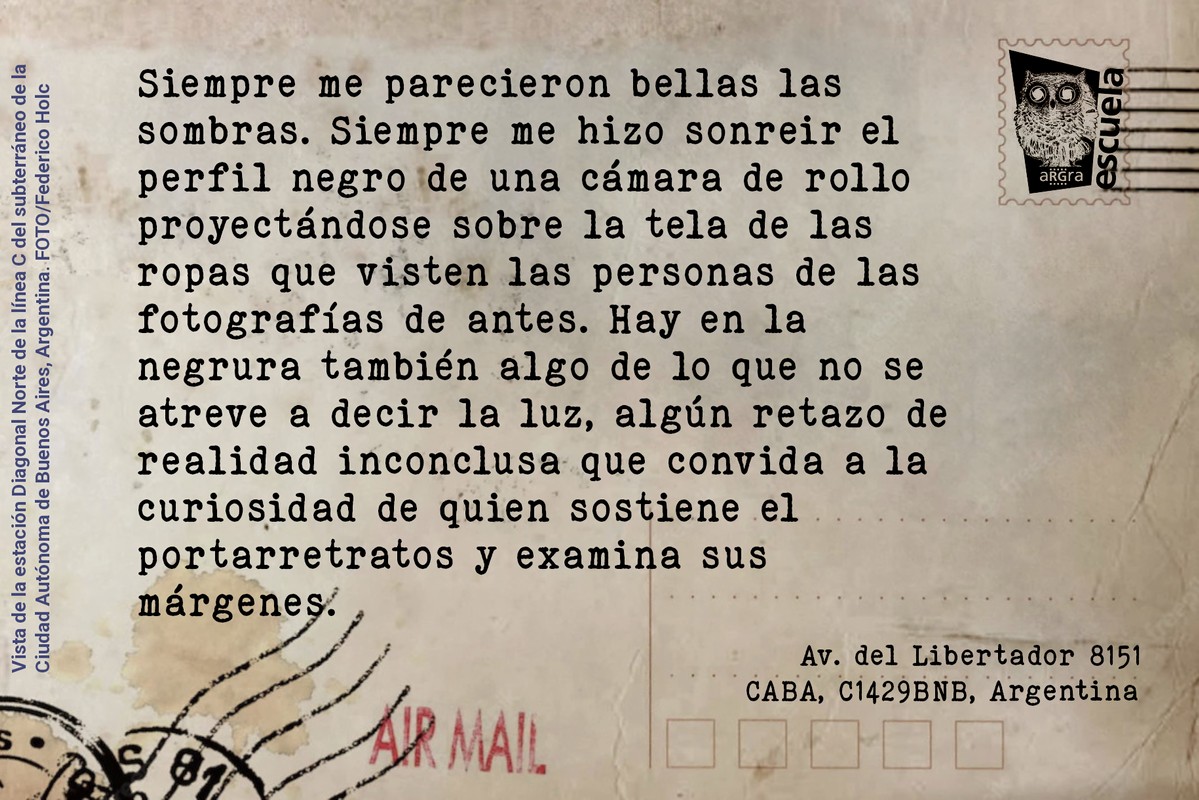 Vista de la estación Diagonal Norte de la línea C del subterráneo de la
Ciudad Autónoma de Buenos Aires, Argentina. FOTO/Federico Holc
Siempre me parecieron bellas las
sombras. Siempre me hizo sonreir el
perfil negro de una cámara de rollo
proyectándose sobre la tela de las
ropas que visten las personas de las
fotografías de antes. Hay en la
negrura también algo de lo que no se
atreve a decir la luz, algún retazo de
realidad inconclusa que convida a la
curiosidad de quien sostiene el
portarretratos y examina sus
márgenes.
aRGra
escuela
Av. del Libertador 8151
CABA, C1429BNB, Argentina
AIR MAIL
S 81